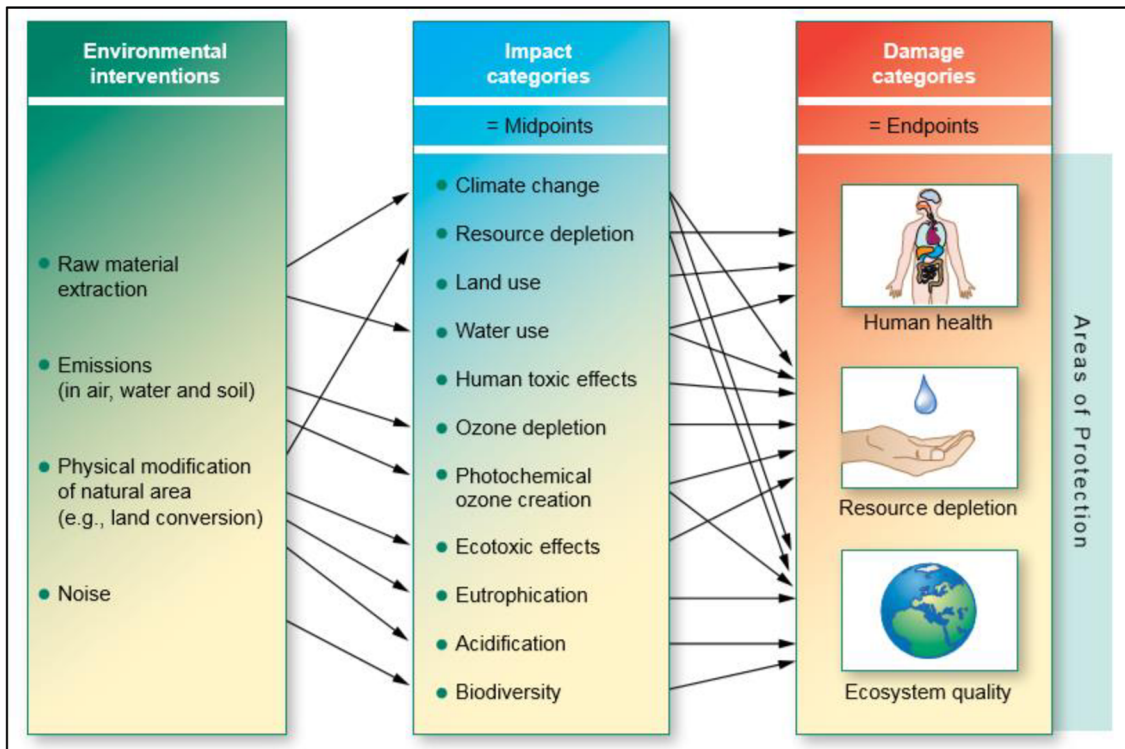 Environmental
interventions
Raw material
extraction
Emissions
(in air, water and soil)
Physical modification
of natural area
(e.g., land conversion)
Noise
Impact
categories
= Midpoints
Climate change
Resource depletion
Land use
Water use
Human toxic effects
Ozone depletion
Photochemical
ozone creation
Ecotoxic effects
Eutrophication
Acidification
Biodiversity
Damage
categories
= Endpoints
Human health
Resource depletion
Ecosystem quality
Areas of Protection